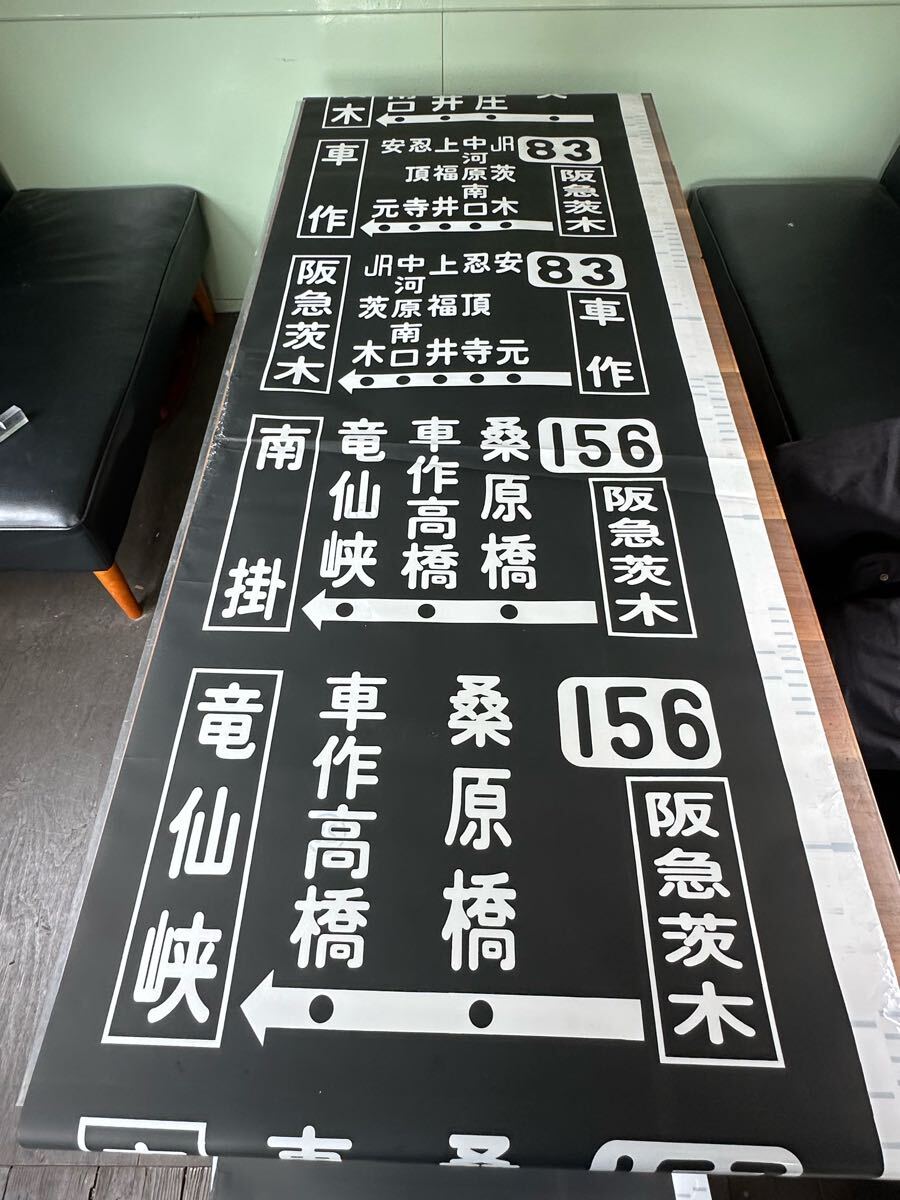 木
口
井
庄
83
阪急茨木
JR茨木
中河原南口
上福井
忍頂寺
安元
車作
83
車作
安元
忍頂寺
上福井
中河原南口
JR茨木
阪急茨木
156
阪急茨木
桑原橋
車作高橋
竜仙峡
南掛
156
阪急茨木
桑原橋
車作高橋
竜仙峡
桑
車